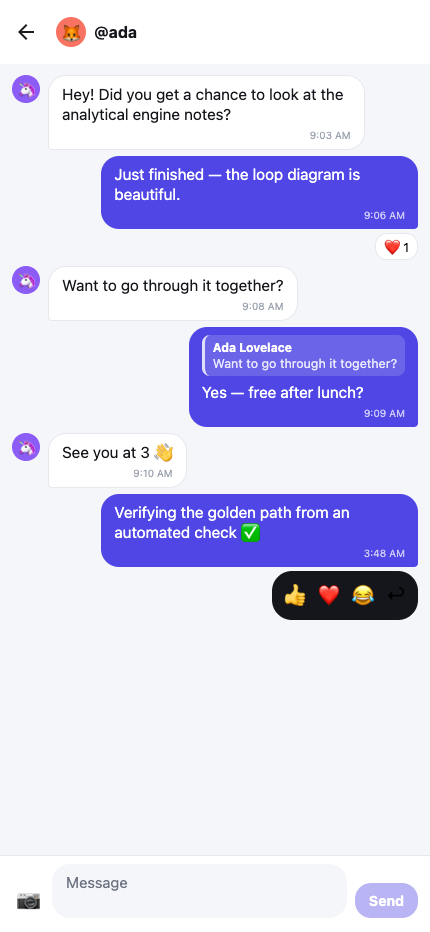 @ada
Hey! Did you get a chance to look at the
analytical engine notes?
9:03 AM
Just finished — the loop diagram is
beautiful.
9:06 AM
❤️ 1
Want to go through it together?
9:08 AM
Ada Lovelace
Want to go through it together?
Yes — free after lunch?
9:09 AM
See you at 3 👋
9:10 AM
Verifying the golden path from an
automated check ✅
3:48 AM
👍 ❤️ 😂 ↩
Message
Send